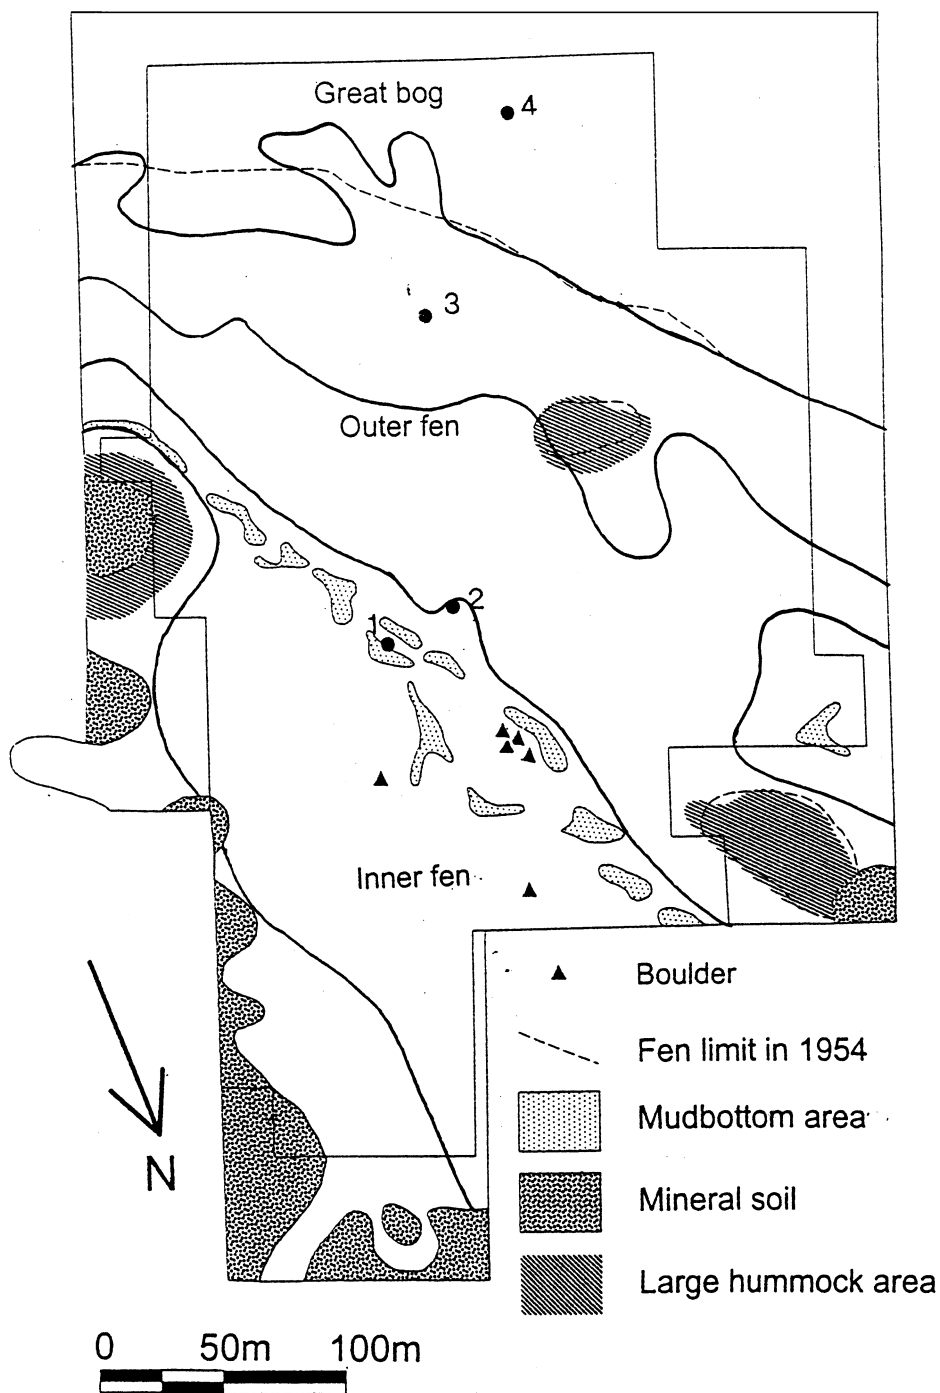 Great bog
4
3
Outer fen
2
1
Inner fen
Boulder
Fen limit in 1954
Mudbottom area
Mineral soil
Large hummock area
N
0 50m 100m